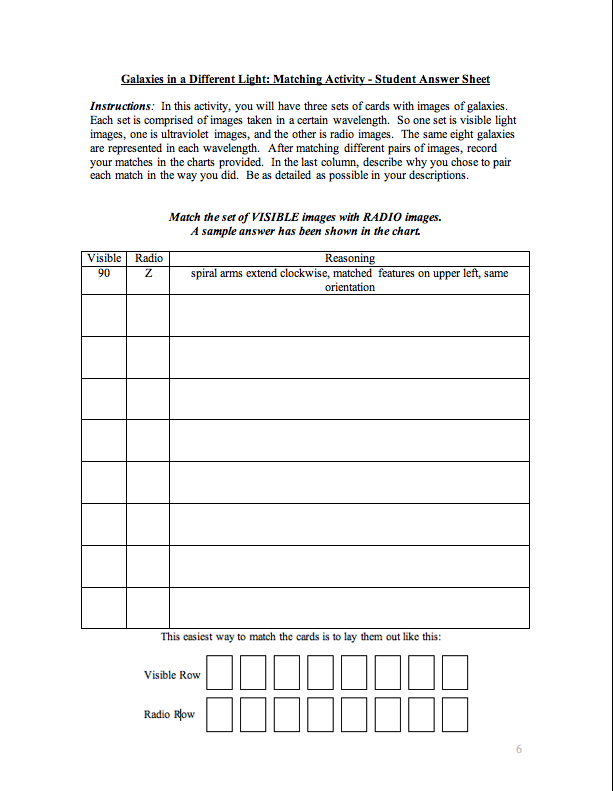 Galaxies in a Different Light: Matching Activity - Student Answer Sheet
Instructions: In this activity, you will have three sets of cards with images of galaxies.
Each set is comprised of images taken in a certain wavelength. So one set is visible light
images, one is ultraviolet images, and the other is radio images. The same eight galaxies
are represented in each wavelength. After matching different pairs of images, record
your matches in the charts provided. In the last column, describe why you chose to pair
each match in the way you did. Be as detailed as possible in your descriptions.
Match the set of VISIBLE images with RADIO images.
A sample answer has been shown in the chart.
Visible Radio Reasoning
90 Z spiral arms extend clockwise, matched features on upper left, same
orientation
This easiest way to match the cards is to lay them out like this:
Visible Row
Radio Row
6